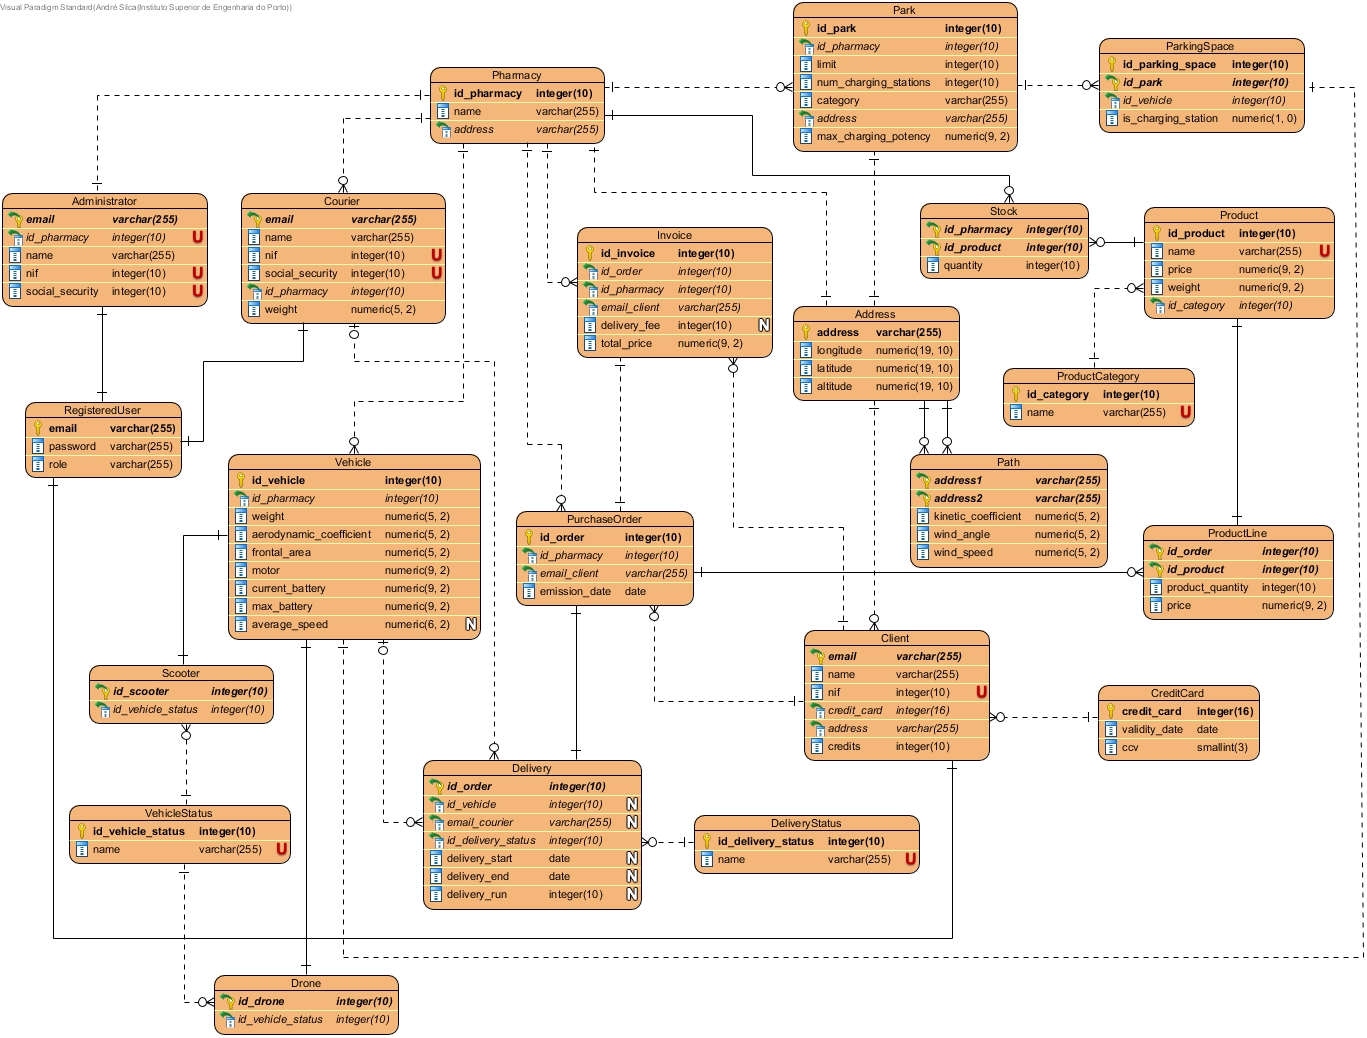 Visual Paradigm Standard(André Silca(Instituto Superior de Engenharia do Porto))
Park
id_park integer(10)
id_pharmacy integer(10)
limit integer(10)
num_charging_stations integer(10)
category varchar(255)
address varchar(255)
max_charging_potency numeric(9, 2)
ParkingSpace
id_parking_space integer(10)
id_park integer(10)
id_vehicle integer(10)
is_charging_station numeric(1, 0)
Pharmacy
id_pharmacy integer(10)
name varchar(255)
address varchar(255)
Administrator
email varchar(255)
id_pharmacy integer(10) U
name varchar(255)
nif integer(10) U
social_security integer(10) U
Courier
email varchar(255)
name varchar(255)
nif integer(10) U
social_security integer(10) U
id_pharmacy integer(10)
weight numeric(5, 2)
Invoice
id_invoice integer(10)
id_order integer(10)
id_pharmacy integer(10)
email_client varchar(255)
delivery_fee integer(10) N
total_price numeric(9, 2)
Stock
id_pharmacy integer(10)
id_product integer(10)
quantity integer(10)
Product
id_product integer(10)
name varchar(255) U
price numeric(9, 2)
weight numeric(9, 2)
id_category integer(10)
Address
address varchar(255)
longitude numeric(19, 10)
latitude numeric(19, 10)
altitude numeric(19, 10)
ProductCategory
id_category integer(10)
name varchar(255) U
RegisteredUser
email varchar(255)
password varchar(255)
role varchar(255)
Vehicle
id_vehicle integer(10)
id_pharmacy integer(10)
weight numeric(5, 2)
aerodynamic_coefficient numeric(5, 2)
frontal_area numeric(5, 2)
motor numeric(9, 2)
current_battery numeric(9, 2)
max_battery numeric(9, 2)
average_speed numeric(6, 2) N
Path
address1 varchar(255)
address2 varchar(255)
kinetic_coefficient numeric(5, 2)
wind_angle numeric(5, 2)
wind_speed numeric(5, 2)
PurchaseOrder
id_order integer(10)
id_pharmacy integer(10)
email_client varchar(255)
emission_date date
ProductLine
id_order integer(10)
id_product integer(10)
product_quantity integer(10)
price numeric(9, 2)
Client
email varchar(255)
name varchar(255)
nif integer(10) U
credit_card integer(16)
address varchar(255)
credits integer(10)
Scooter
id_scooter integer(10)
id_vehicle_status integer(10)
CreditCard
credit_card integer(16)
validity_date date
ccv smallint(3)
Delivery
id_order integer(10)
id_vehicle integer(10) N
email_courier varchar(255) N
id_delivery_status integer(10)
delivery_start date N
delivery_end date N
delivery_run integer(10) N
VehicleStatus
id_vehicle_status integer(10)
name varchar(255) U
DeliveryStatus
id_delivery_status integer(10)
name varchar(255) U
Drone
id_drone integer(10)
id_vehicle_status integer(10)